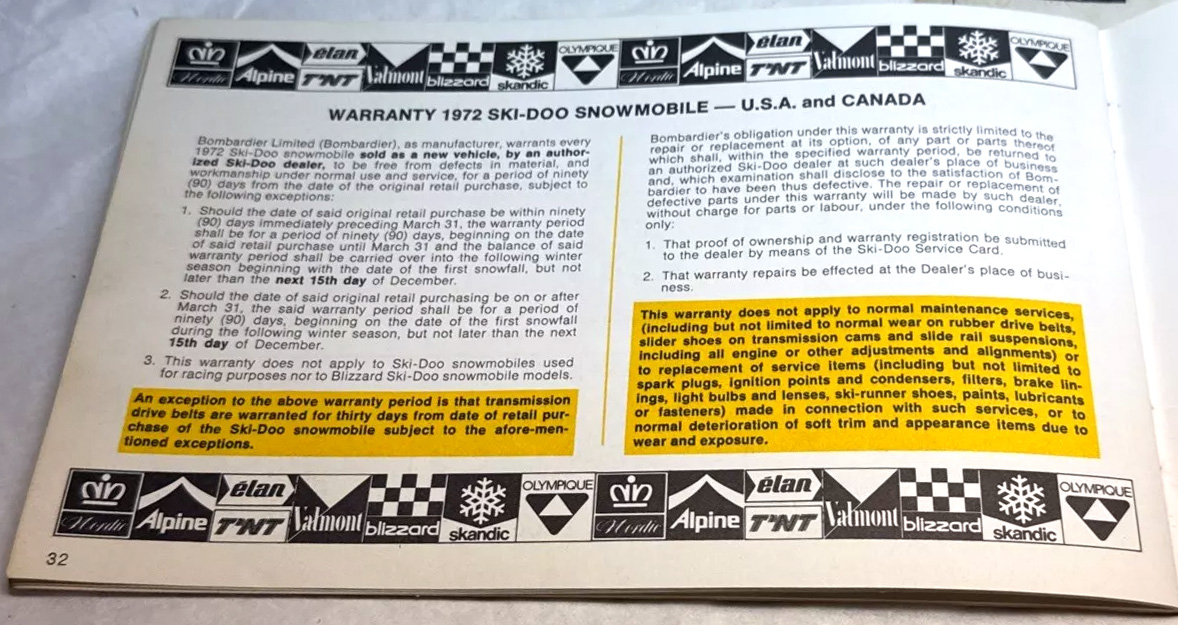 Nordic Alpine élan T'NT Valmont blizzard skandic OLYMPIQUE Nordic Alpine élan T'NT Valmont blizzard skandic OLYMPIQUE
WARRANTY 1972 SKI-DOO SNOWMOBILE — U.S.A. and CANADA
Bombardier Limited (Bombardier), as manufacturer, warrants every
1972 Ski-Doo snowmobile sold as a new vehicle, by an author-
ized Ski-Doo dealer, to be free from defects in material, and
workmanship under normal use and service, for a period of ninety
(90) days from the date of the original retail purchase, subject to
the following exceptions:
1. Should the date of said original retail purchase be within ninety
(90) days immediately preceding March 31, the warranty period
shall be for a period of ninety (90) days, beginning on the date
of said retail purchase until March 31 and the balance of said
warranty period shall be carried over into the following winter
season beginning with the date of the first snowfall, but not
later than the next 15th day of December.
2. Should the date of said original retail purchasing be on or after
March 31, the said warranty period shall be for a period of
ninety (90) days, beginning on the date of the first snowfall
during the following winter season, but not later than the next
15th day of December.
3. This warranty does not apply to Ski-Doo snowmobiles used
for racing purposes nor to Blizzard Ski-Doo snowmobile models.
An exception to the above warranty period is that transmission
drive belts are warranted for thirty days from date of retail pur-
chase of the Ski-Doo snowmobile subject to the afore-men-
tioned exceptions.
Bombardier's obligation under this warranty is strictly limited to the
repair or replacement at its option, of any part or parts thereof
which shall, within the specified warranty period, be returned to
an authorized Ski-Doo dealer at such dealer's place of business
and, which examination shall disclose to the satisfaction of Bom-
bardier to have been thus defective. The repair or replacement of
defective parts under this warranty will be made by such dealer,
without charge for parts or labour, under the following conditions
only:
1. That proof of ownership and warranty registration be submitted
to the dealer by means of the Ski-Doo Service Card.
2. That warranty repairs be effected at the Dealer's place of busi-
ness.
This warranty does not apply to normal maintenance services,
(including but not limited to normal wear on rubber drive belts,
slider shoes on transmission cams and slide rail suspensions,
including all engine or other adjustments and alignments) or
to replacement of service items (including but not limited to
spark plugs, ignition points and condensers, filters, brake lin-
ings, light bulbs and lenses, ski-runner shoes, paints, lubricants
or fasteners) made in connection with such services, or to
normal deterioration of soft trim and appearance items due to
wear and exposure.
Nordic Alpine élan T'NT Valmont blizzard skandic OLYMPIQUE Nordic Alpine élan T'NT Valmont blizzard skandic OLYMPIQUE
32